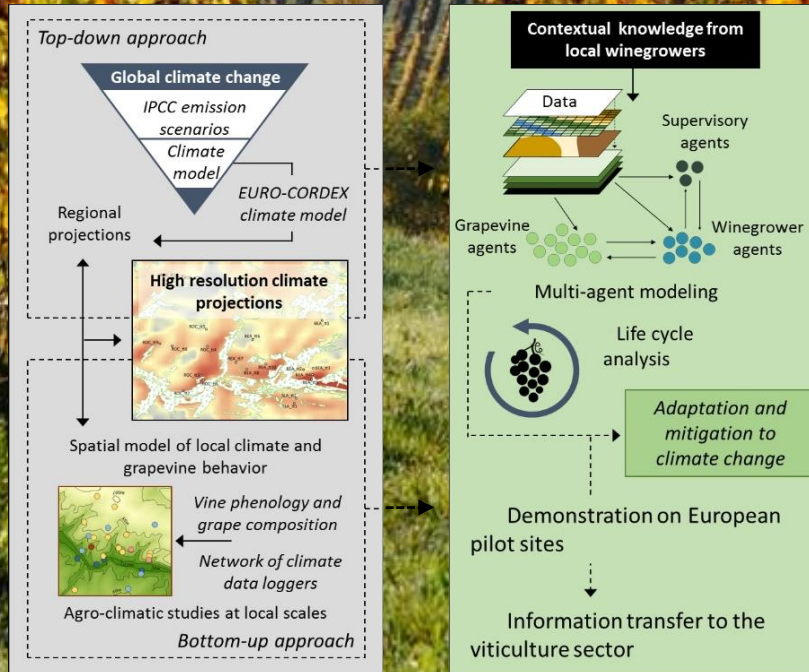 Top-down approach
Global climate change
IPCC emission
scenarios
Climate
model
EURO-CORDEX
climate model
Regional
projections
High resolution climate
projections
Spatial model of local climate and
grapevine behavior
Vine phenology and
grape composition
Network of climate
data loggers
Agro-climatic studies at local scales
Bottom-up approach
Contextual knowledge from
local winegrowers
Data
Supervisory
agents
Grapevine
agents
Winegrower
agents
Multi-agent modeling
Life cycle
analysis
Adaptation and
mitigation to
climate change
Demonstration on European
pilot sites
Information transfer to the
viticulture sector